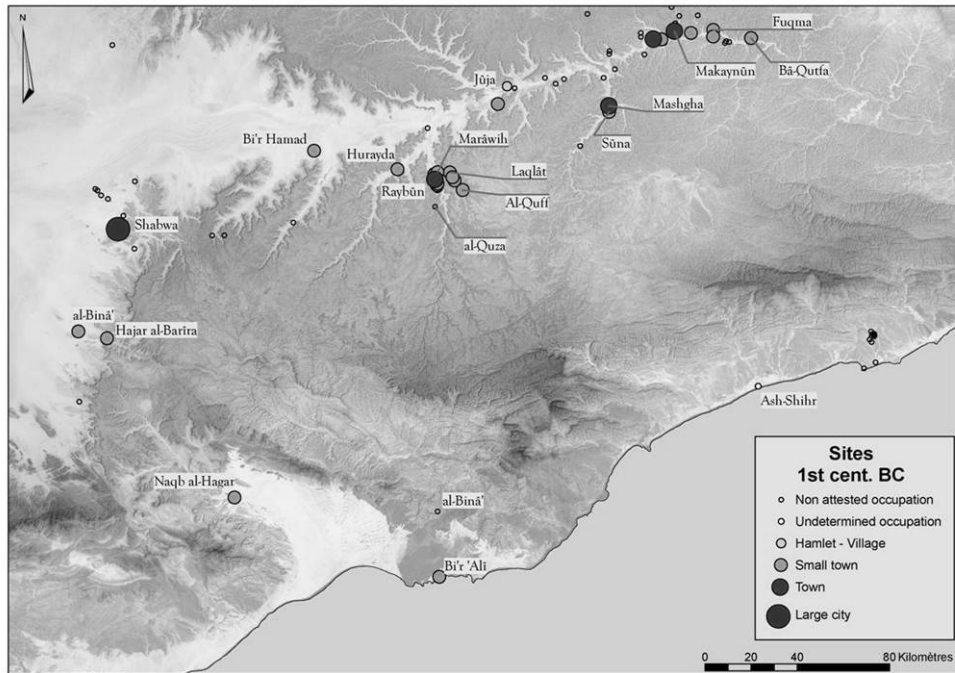 N
Fuqma
Makaynûn
Bâ-Qutfa
Jûja
Mashgha
Sûna
Bi'r Hamad
Marâwih
Hurayda
Laqlât
Raybûn
Al-Quff
al-Quza
Shabwa
al-Binâ'
Hajar al-Barîra
Ash-Shihr
Naqb al-Hagar
al-Binâ'
Bi'r 'Alî
Sites
1st cent. BC
Non attested occupation
Undetermined occupation
Hamlet - Village
Small town
Town
Large city
0 20 40 80 Kilomètres